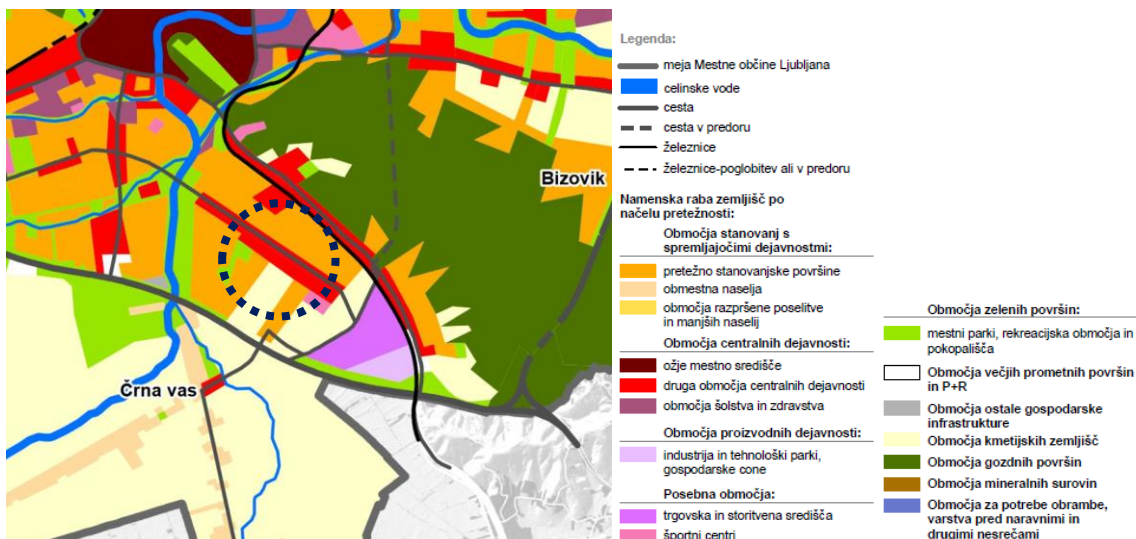 Bizovik
Črna vas
Legenda:
meja Mestne občine Ljubljana
celinske vode
cesta
cesta v predoru
železnice
železnice-poglobitev ali v predoru
Namenska raba zemljišč po
načelu pretežnosti:
Območja stanovanj s
spremljajočimi dejavnostmi:
pretežno stanovanjske površine
obmestna naselja
območja razpršene poselitve
in manjših naselij
Območja centralnih dejavnosti:
ožje mestno središče
druga območja centralnih dejavnosti
območja šolstva in zdravstva
Območja proizvodnih dejavnosti:
industrija in tehnološki parki,
gospodarske cone
Posebna območja:
trgovska in storitvena središča
športni centri
Območja zelenih površin:
mestni parki, rekreacijska območja in
pokopališča
Območja večjih prometnih površin
in P+R
Območja ostale gospodarske
infrastrukture
Območja kmetijskih zemljišč
Območja gozdnih površin
Območja mineralnih surovin
Območja za potrebe obrambe,
varstva pred naravnimi in
drugimi nesrečami